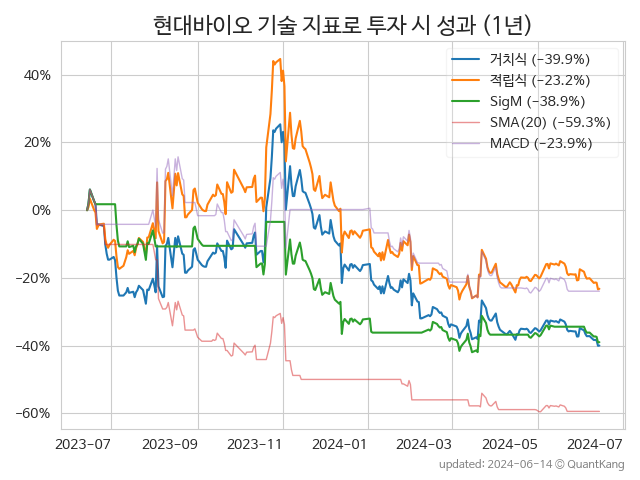 현대바이오 기술 지표로 투자 시 성과 (1년)
거치식 (−39.9%)
적립식 (−23.2%)
SigM (−38.9%)
SMA(20) (−59.3%)
MACD (−23.9%)
40%
20%
0%
−20%
−40%
−60%
2023-07 2023-09 2023-11 2024-01 2024-03 2024-05 2024-07
updated: 2024-06-14 © QuantKang